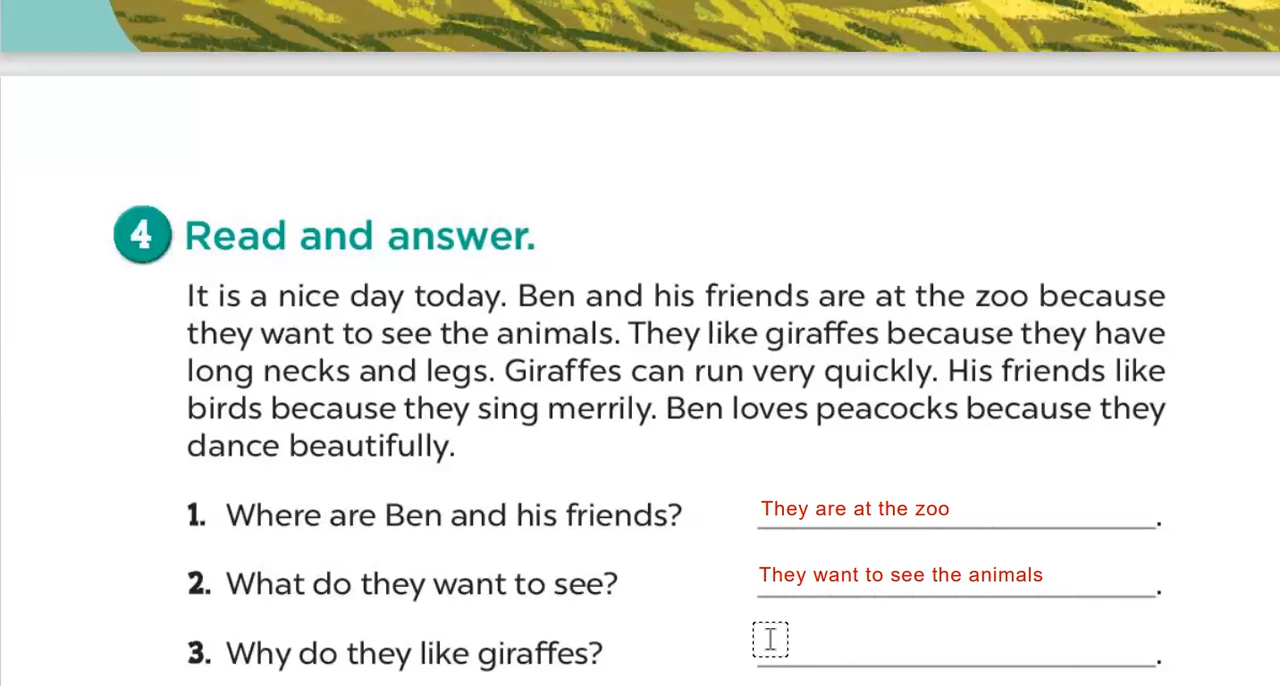 4 Read and answer.
It is a nice day today. Ben and his friends are at the zoo because
they want to see the animals. They like giraffes because they have
long necks and legs. Giraffes can run very quickly. His friends like
birds because they sing merrily. Ben loves peacocks because they
dance beautifully.
1. Where are Ben and his friends? They are at the zoo.
2. What do they want to see? They want to see the animals.
3. Why do they like giraffes? .